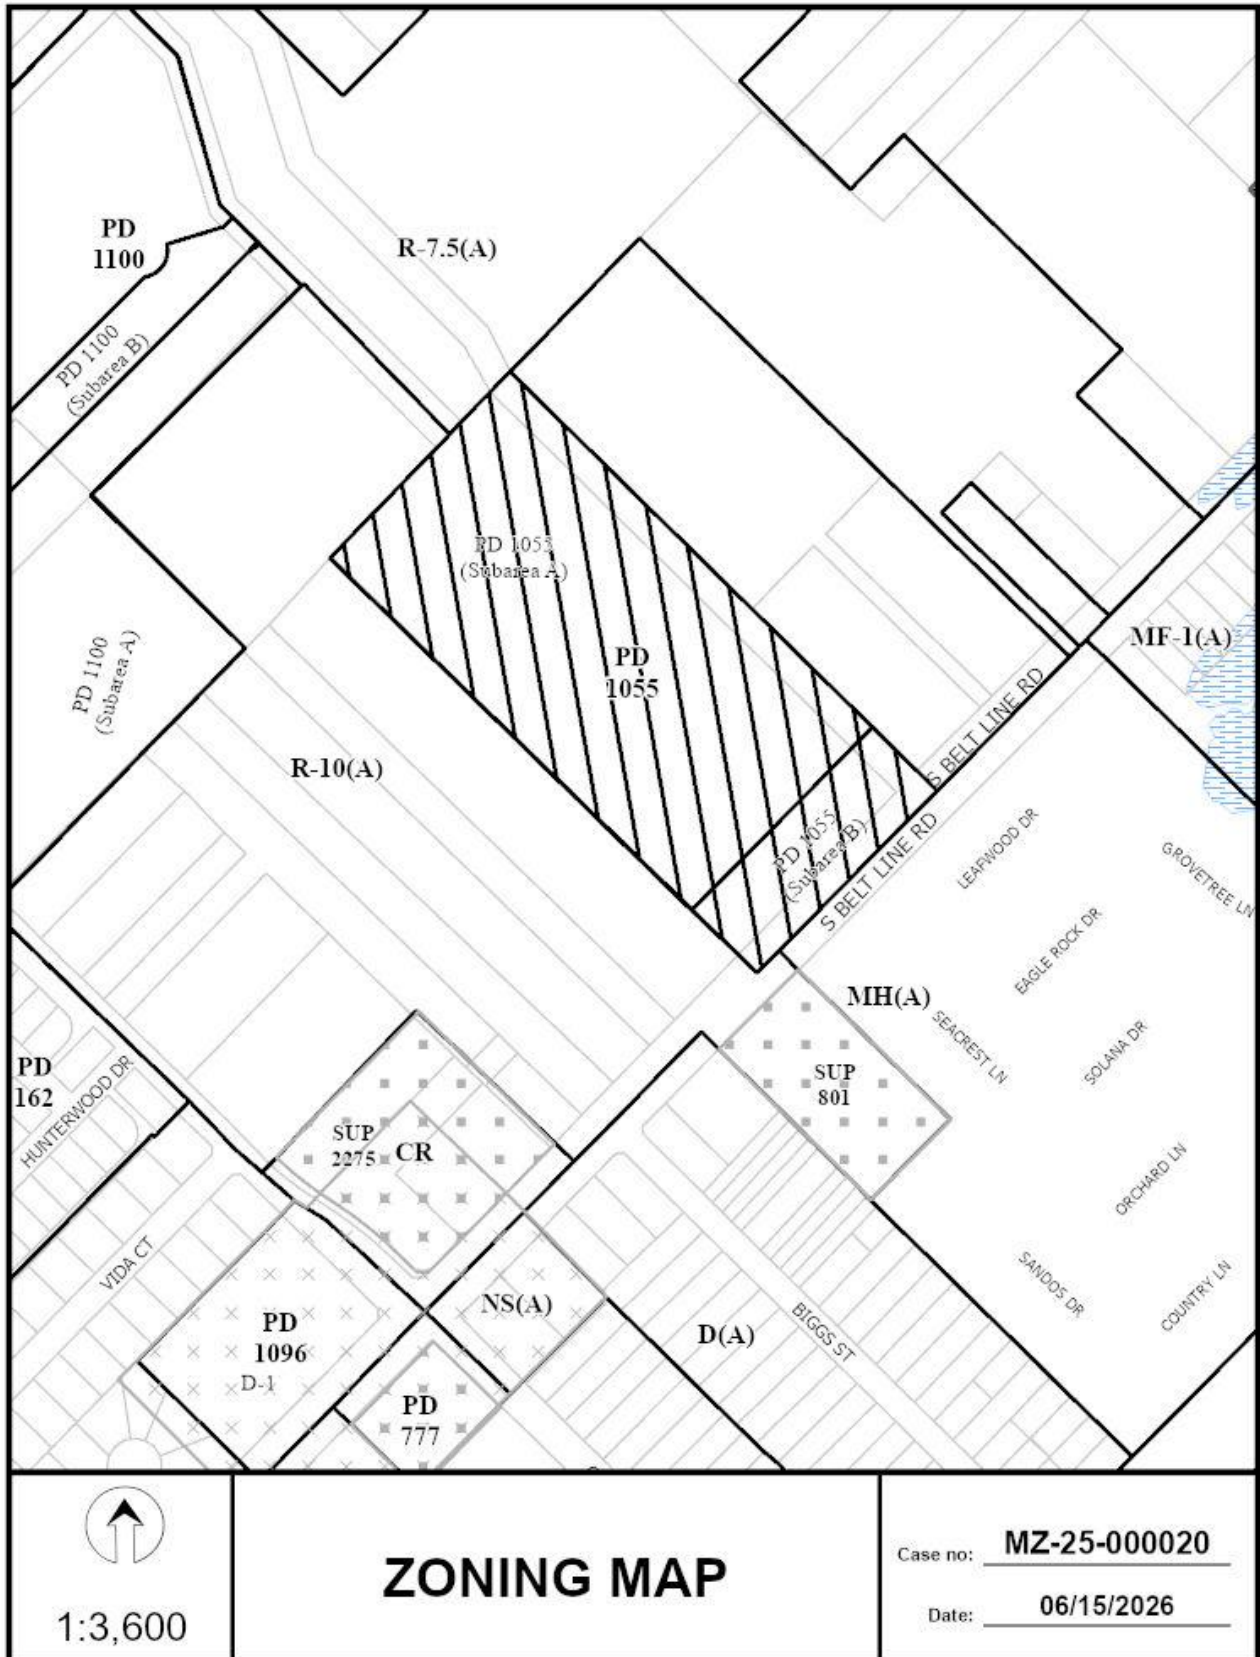 PD
1100
R-7.5(A)
PD 1100
(Subarea B)
PD 1055
(Subarea A)
PD
1055
MF-1(A)
PD 1100
(Subarea A)
R-10(A)
S BELT LINE RD
S BELT LINE RD
PD 1055
(Subarea B)
LEAFWOOD DR
GROVETREE LN
EAGLE ROCK DR
MH(A)
SEACREST LN
SOLANA DR
SUP
801
PD
162
HUNTERWOOD DR
SUP
2275
CR
ORCHARD LN
VIDA CT
SANDOS DR
COUNTRY LN
NS(A)
PD
1096
D-1
D(A)
BIGGS ST
PD
777
1:3,600
ZONING MAP
Case no: MZ-25-000020
Date: 06/15/2026